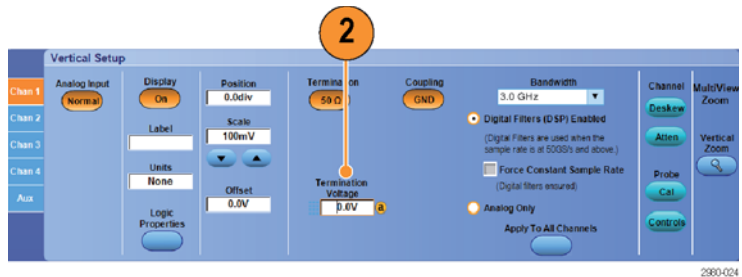 2
Vertical Setup
Chan 1
Chan 2
Chan 3
Chan 4
Aux
Analog Input
Normal
Display
On
Label
Units
None
Logic
Properties
Position
0.0div
Scale
100mV
Offset
0.0V
Termination
50 Ω
Termination
Voltage
0.0V
a
Coupling
GND
Bandwidth
3.0 GHz
Digital Filters (DSP) Enabled
(Digital Filters are used when the
sample rate is at 50GS/s and above.)
Force Constant Sample Rate
(Digital filters ensured)
Analog Only
Apply To All Channels
Channel
Deskew
Atten
Probe
Cal
Controls
MultiView
Zoom
Vertical
Zoom
2980-024